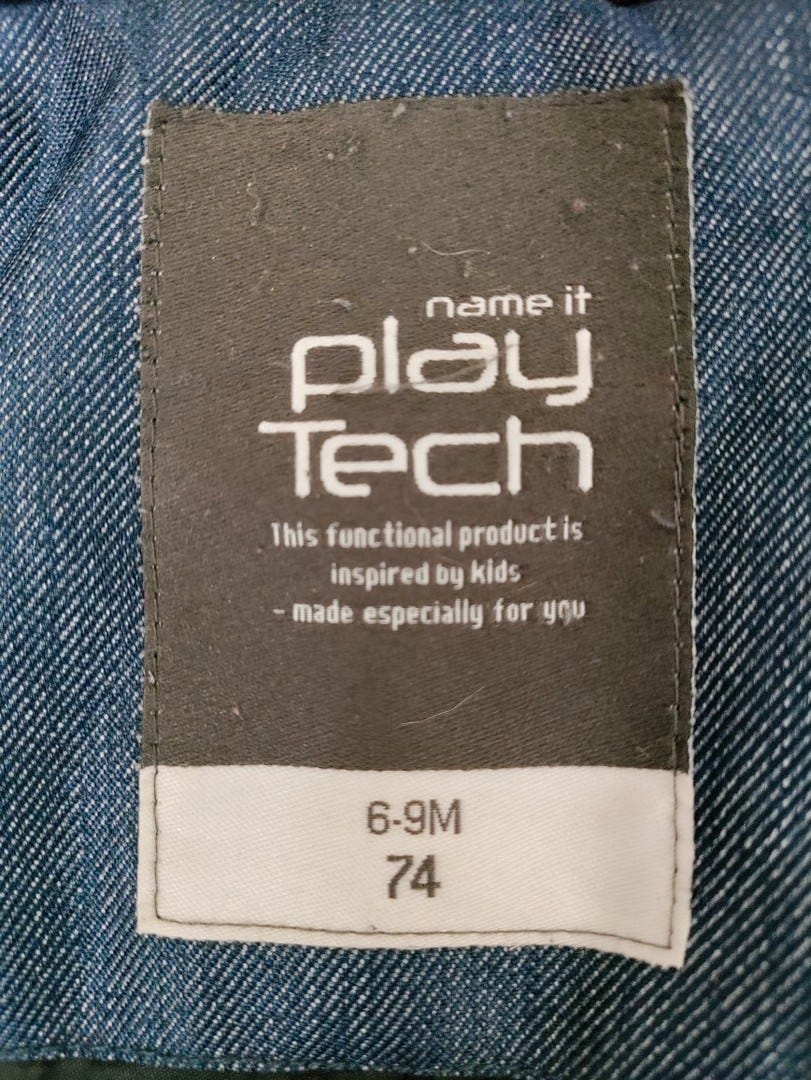 name it
play
Tech
This functional product is
inspired by kids
- made especially for you
6-9M
74